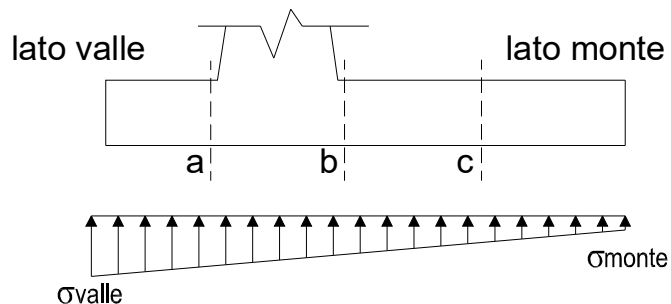 lato valle
lato monte
a
b
c
σvalle
σmonte